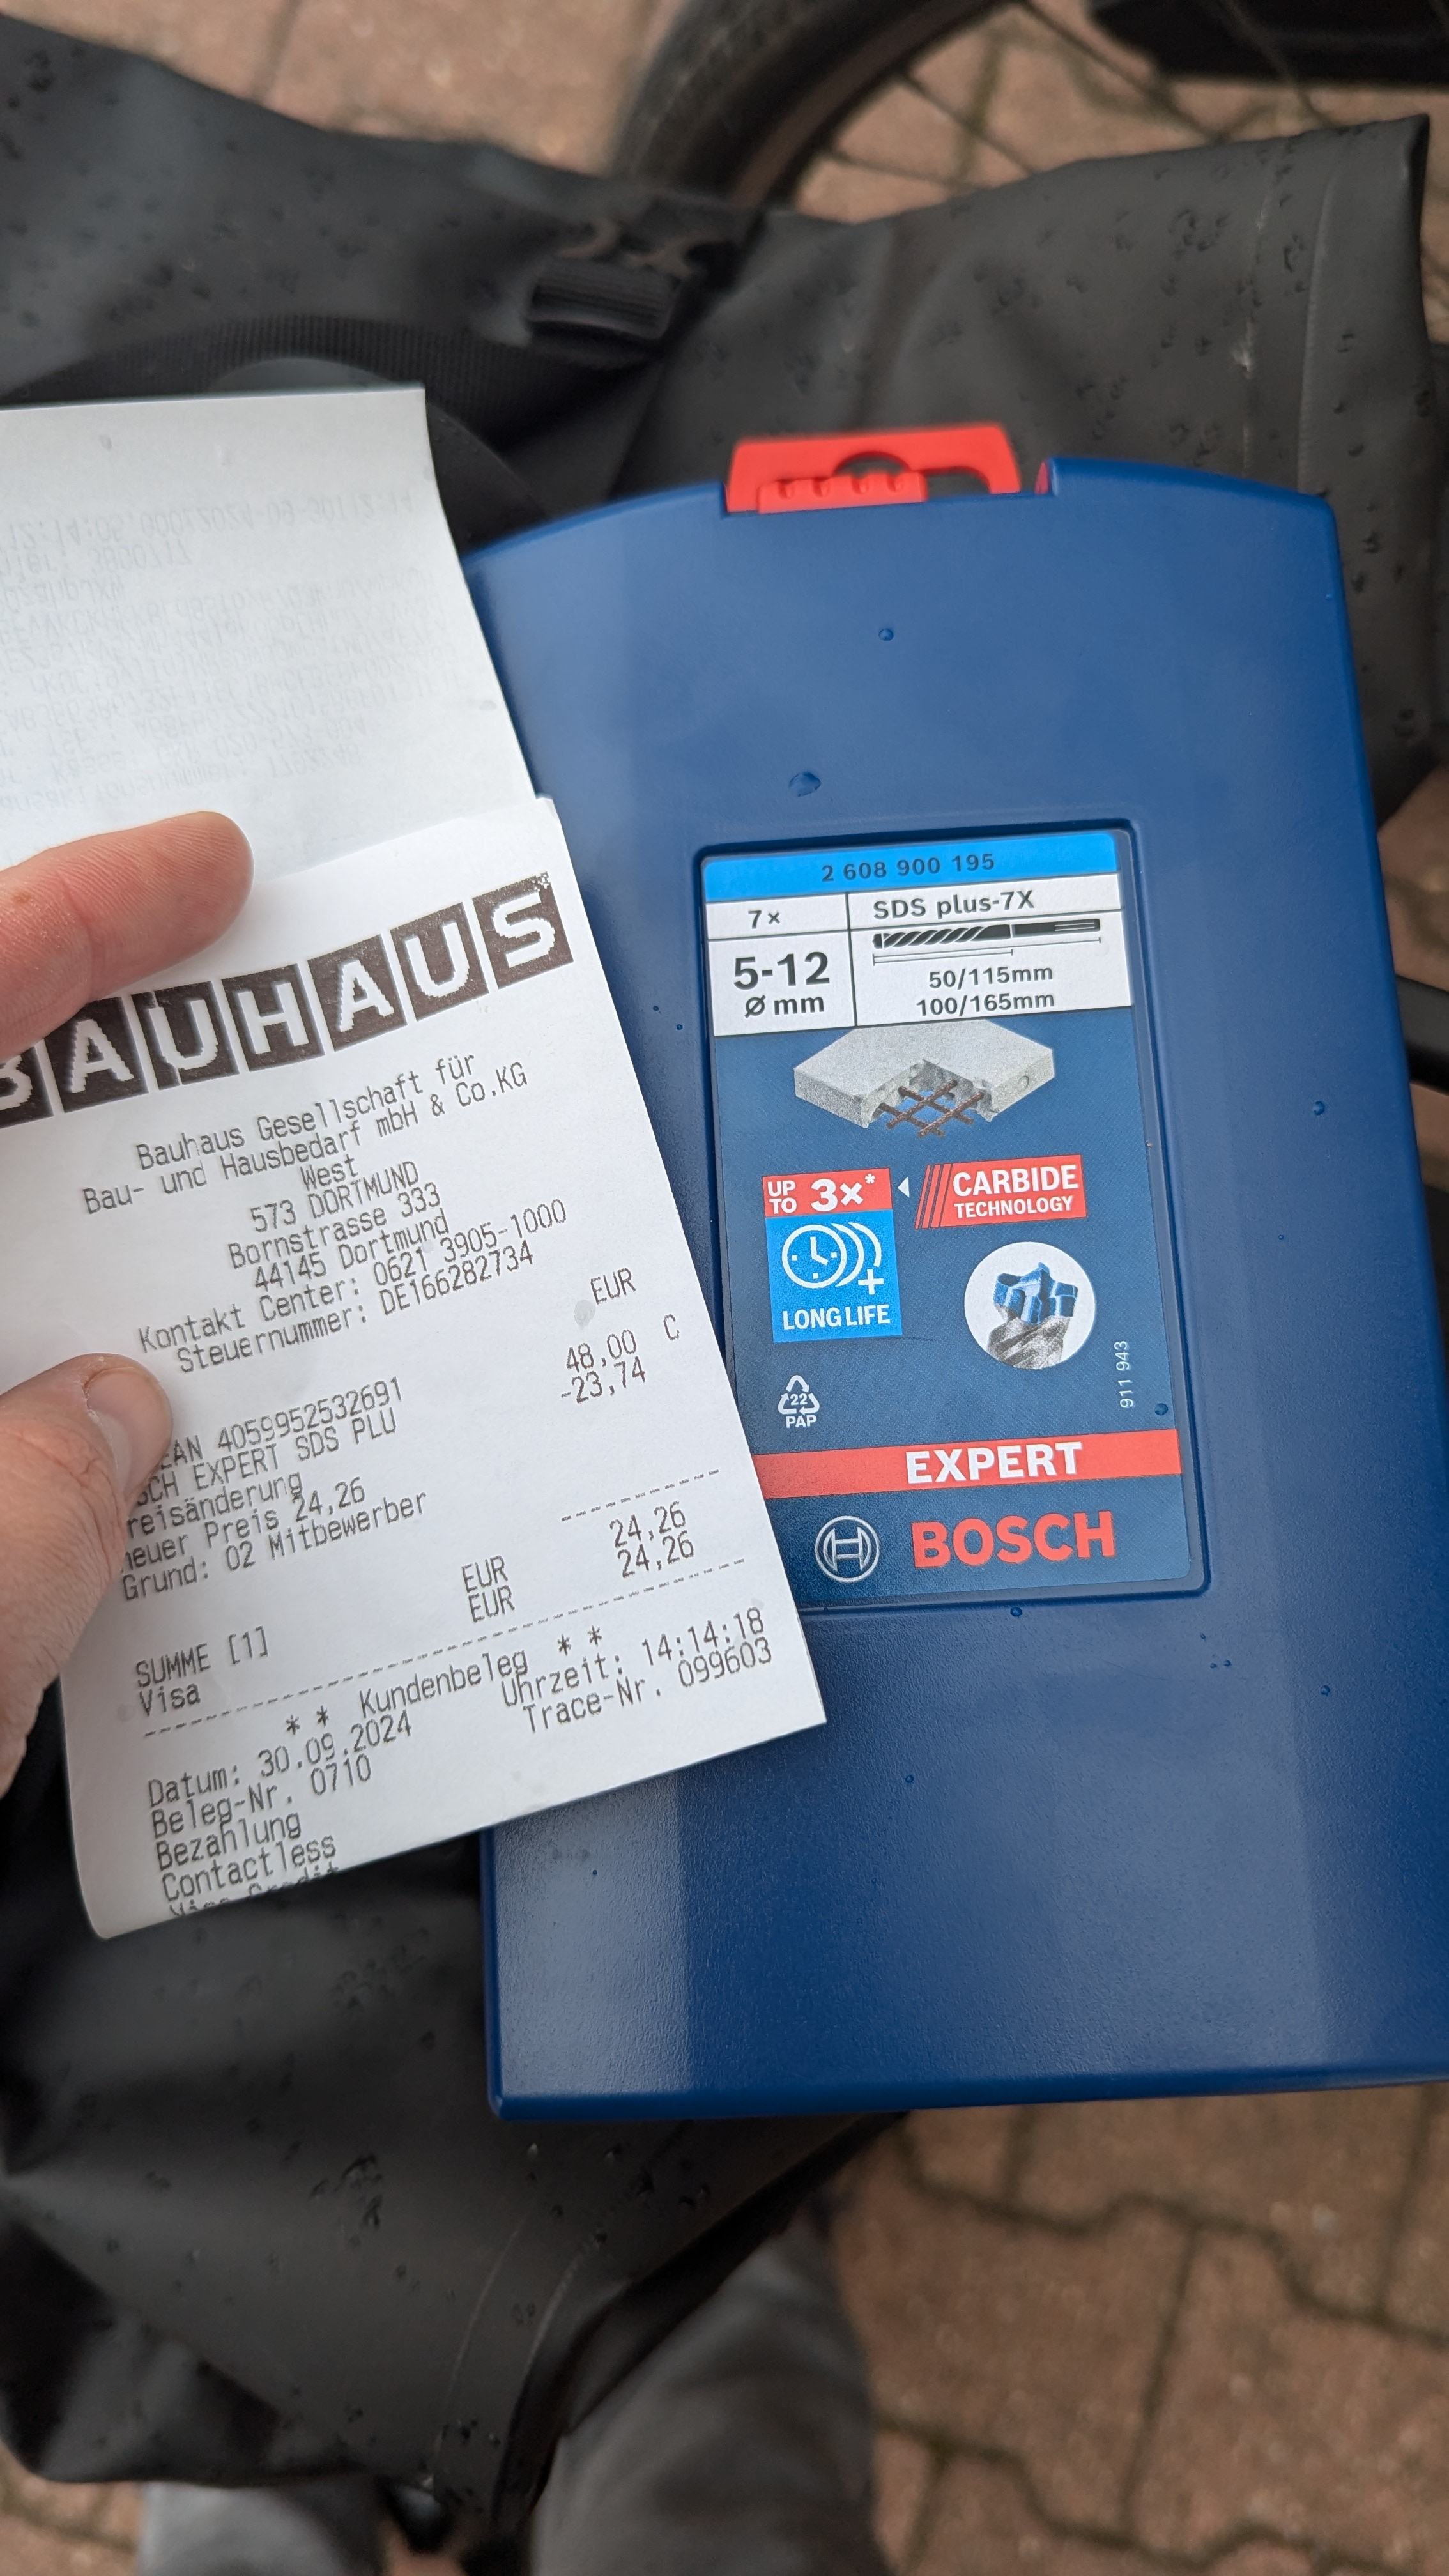 BAUHAUS
Bauhaus Gesellschaft für
Bau- und Hausbedarf mbH & Co.KG
West
573 DORTMUND
Bornstrasse 333
44145 Dortmund
Kontakt Center: 0621 3905-1000
Steuernummer: DE166282734
EUR
EAN 4059952532691 48,00 C
SCH EXPERT SDS PLU -23,74
reisänderung
neuer Preis 24,26
Grund: 02 Mitbewerber
SUMME [1] EUR 24,26
Visa EUR 24,26
* * Kundenbeleg * *
Datum: 30.09.2024 Uhrzeit: 14:14:18
Beleg-Nr. 0710 Trace-Nr. 099603
Bezahlung
Contactless
2 608 900 195
7x SDS plus-7X
5-12
Ø mm
50/115mm
100/165mm
UP TO 3x*
CARBIDE
TECHNOLOGY
LONG LIFE
22
PAP
911 943
EXPERT
BOSCH